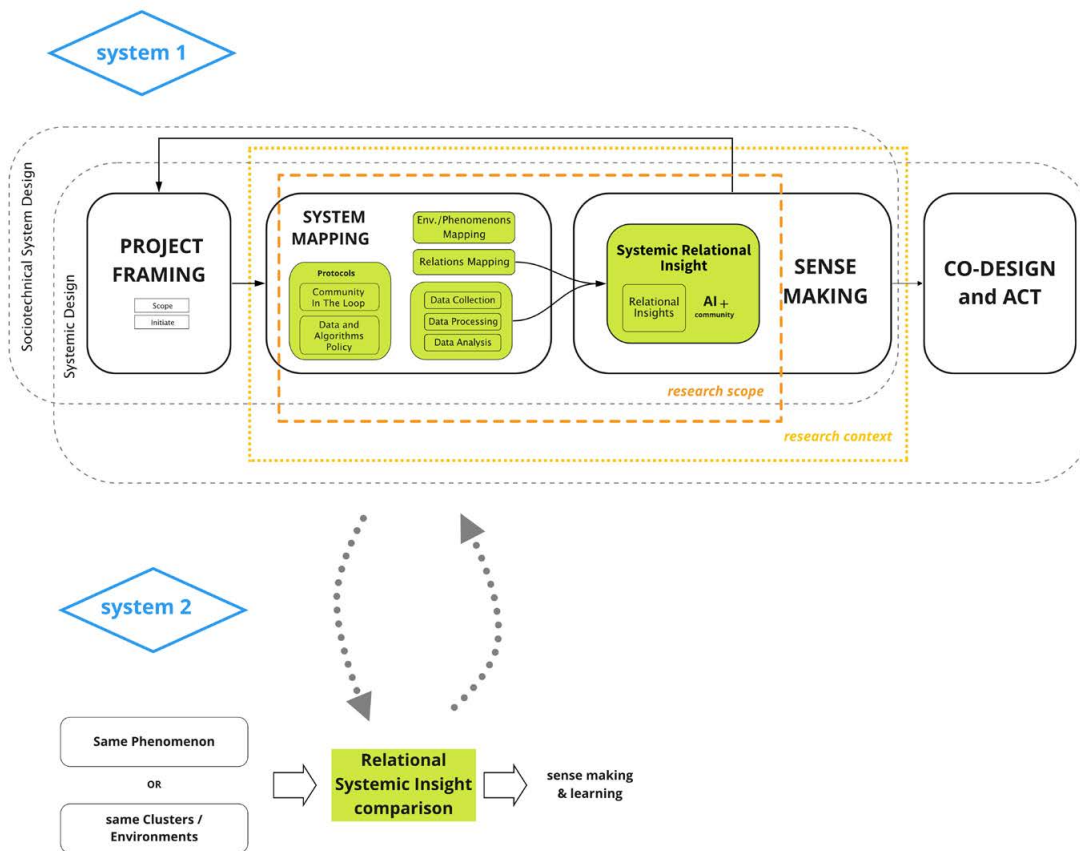 system 1
Sociotechnical System Design
Systemic Design
PROJECT
FRAMING
Scope
Initiate
SYSTEM
MAPPING
Protocols
Community
In The Loop
Data and
Algorithms
Policy
Env./Phenomenons
Mapping
Relations Mapping
Data Collection
Data Processing
Data Analysis
Systemic Relational
Insight
Relational
Insights
AI +
community
SENSE
MAKING
CO-DESIGN
and ACT
research scope
research context
system 2
Same Phenomenon
OR
same Clusters /
Environments
Relational
Systemic Insight
comparison
sense making
& learning